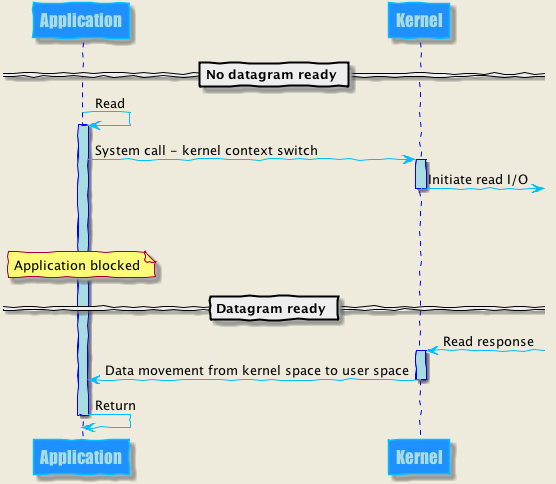 Application Kernel
No datagram ready
Read
System call - kernel context switch
Initiate read I/O
Application blocked
Datagram ready
Read response
Data movement from kernel space to user space
Return
Application Kernel